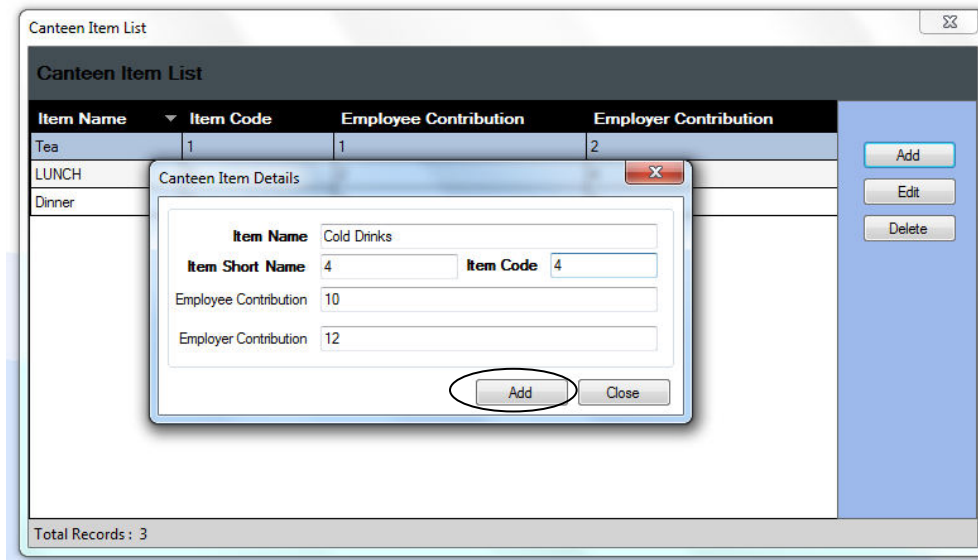 Canteen Item List
Canteen Item List
Item Name Item Code Employee Contribution Employer Contribution
Tea 1 1 2
LUNCH
Dinner
Add
Edit
Delete
Canteen Item Details
Item Name Cold Drinks
Item Short Name 4 Item Code 4
Employee Contribution 10
Employer Contribution 12
Add Close
Total Records : 3